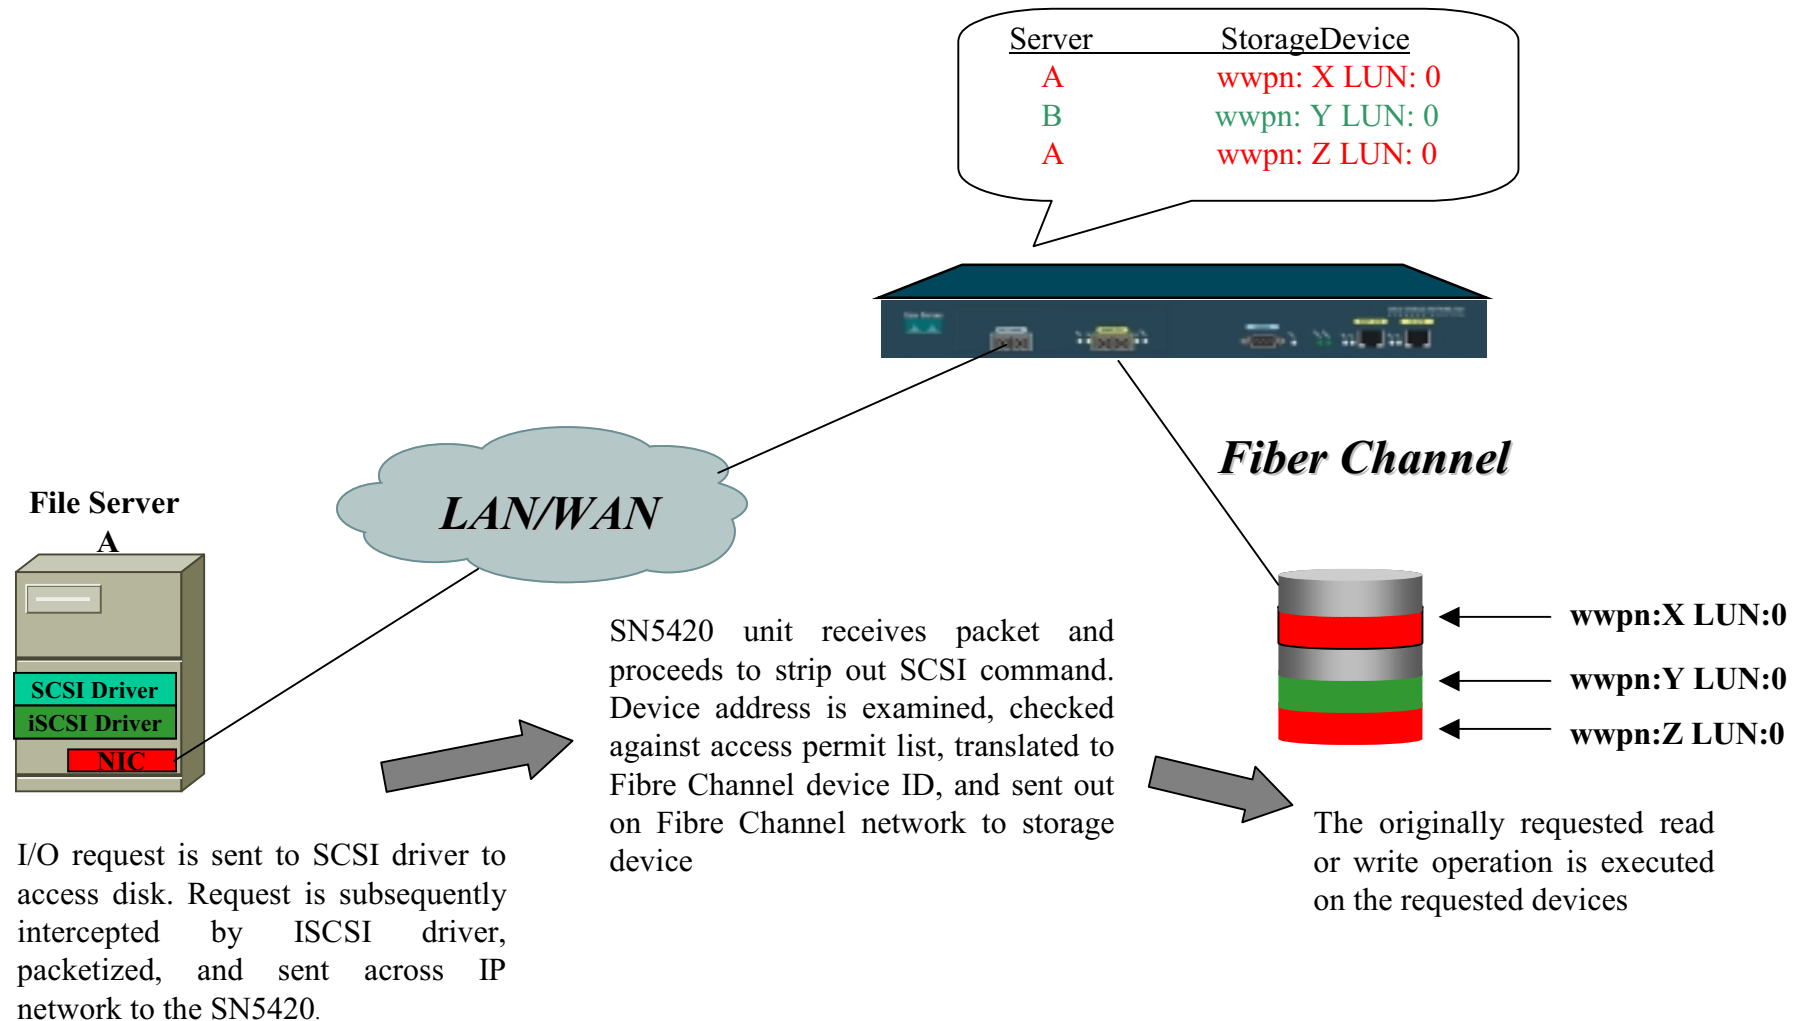 Server StorageDevice
A wwpn: X LUN: 0
B wwpn: Y LUN: 0
A wwpn: Z LUN: 0
Fiber Channel
LAN/WAN
File Server
A
SCSI Driver
iSCSI Driver
NIC
wwpn:X LUN:0
wwpn:Y LUN:0
wwpn:Z LUN:0
I/O request is sent to SCSI driver to
access disk. Request is subsequently
intercepted by ISCSI driver,
packetized, and sent across IP
network to the SN5420.
SN5420 unit receives packet and
proceeds to strip out SCSI command.
Device address is examined, checked
against access permit list, translated to
Fibre Channel device ID, and sent out
on Fibre Channel network to storage
device
The originally requested read
or write operation is executed
on the requested devices